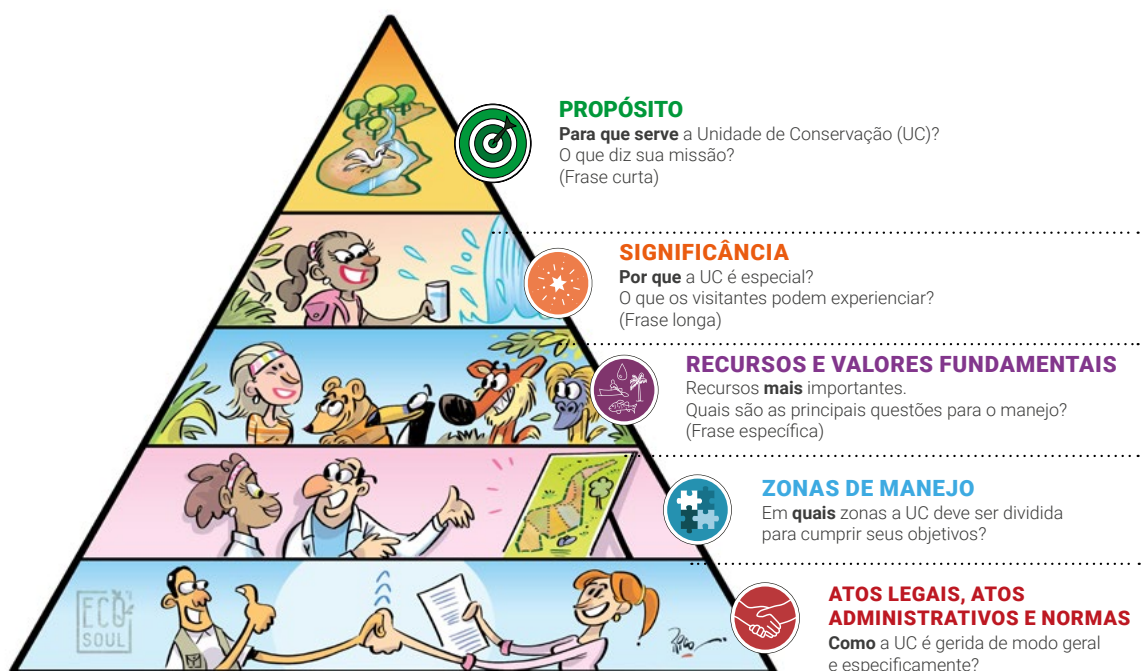 PROPÓSITO
Para que serve a Unidade de Conservação (UC)?
O que diz sua missão?
(Frase curta)
SIGNIFICÂNCIA
Por que a UC é especial?
O que os visitantes podem experienciar?
(Frase longa)
RECURSOS E VALORES FUNDAMENTAIS
Recursos mais importantes.
Quais são as principais questões para o manejo?
(Frase específica)
ZONAS DE MANEJO
Em quais zonas a UC deve ser dividida
para cumprir seus objetivos?
ATOS LEGAIS, ATOS
ADMINISTRATIVOS E NORMAS
Como a UC é gerida de modo geral
e especificamente?
ECO
SOUL